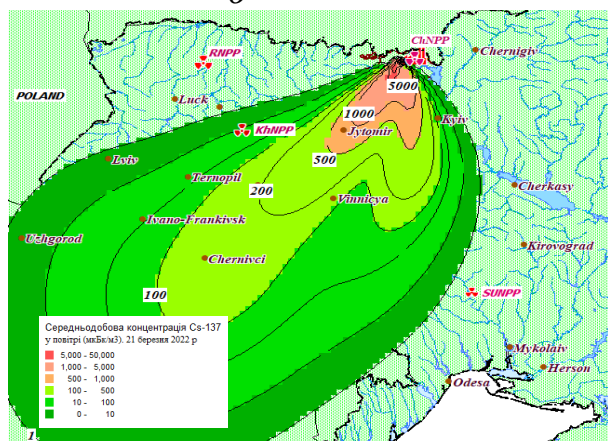 ChNPP
RNPP
Chernigiv
5000
POLAND
Luck
1000
Kyiv
KhNPP
Jytomir
Lviv
500
Ternopil
200
Cherkasy
Vinnicya
Ivano-Frankivsk
Uzhgorod
Kirovograd
Chernivci
100
SUNPP
Середньодобова концентрація Cs-137
у повітрі (мкБк/м3). 21 березня 2022 р
5,000 - 50,000
1,000 - 5,000
500 - 1,000
100 - 500
10 - 100
0 - 10
Mykolaiv
Herson
Odesa
1